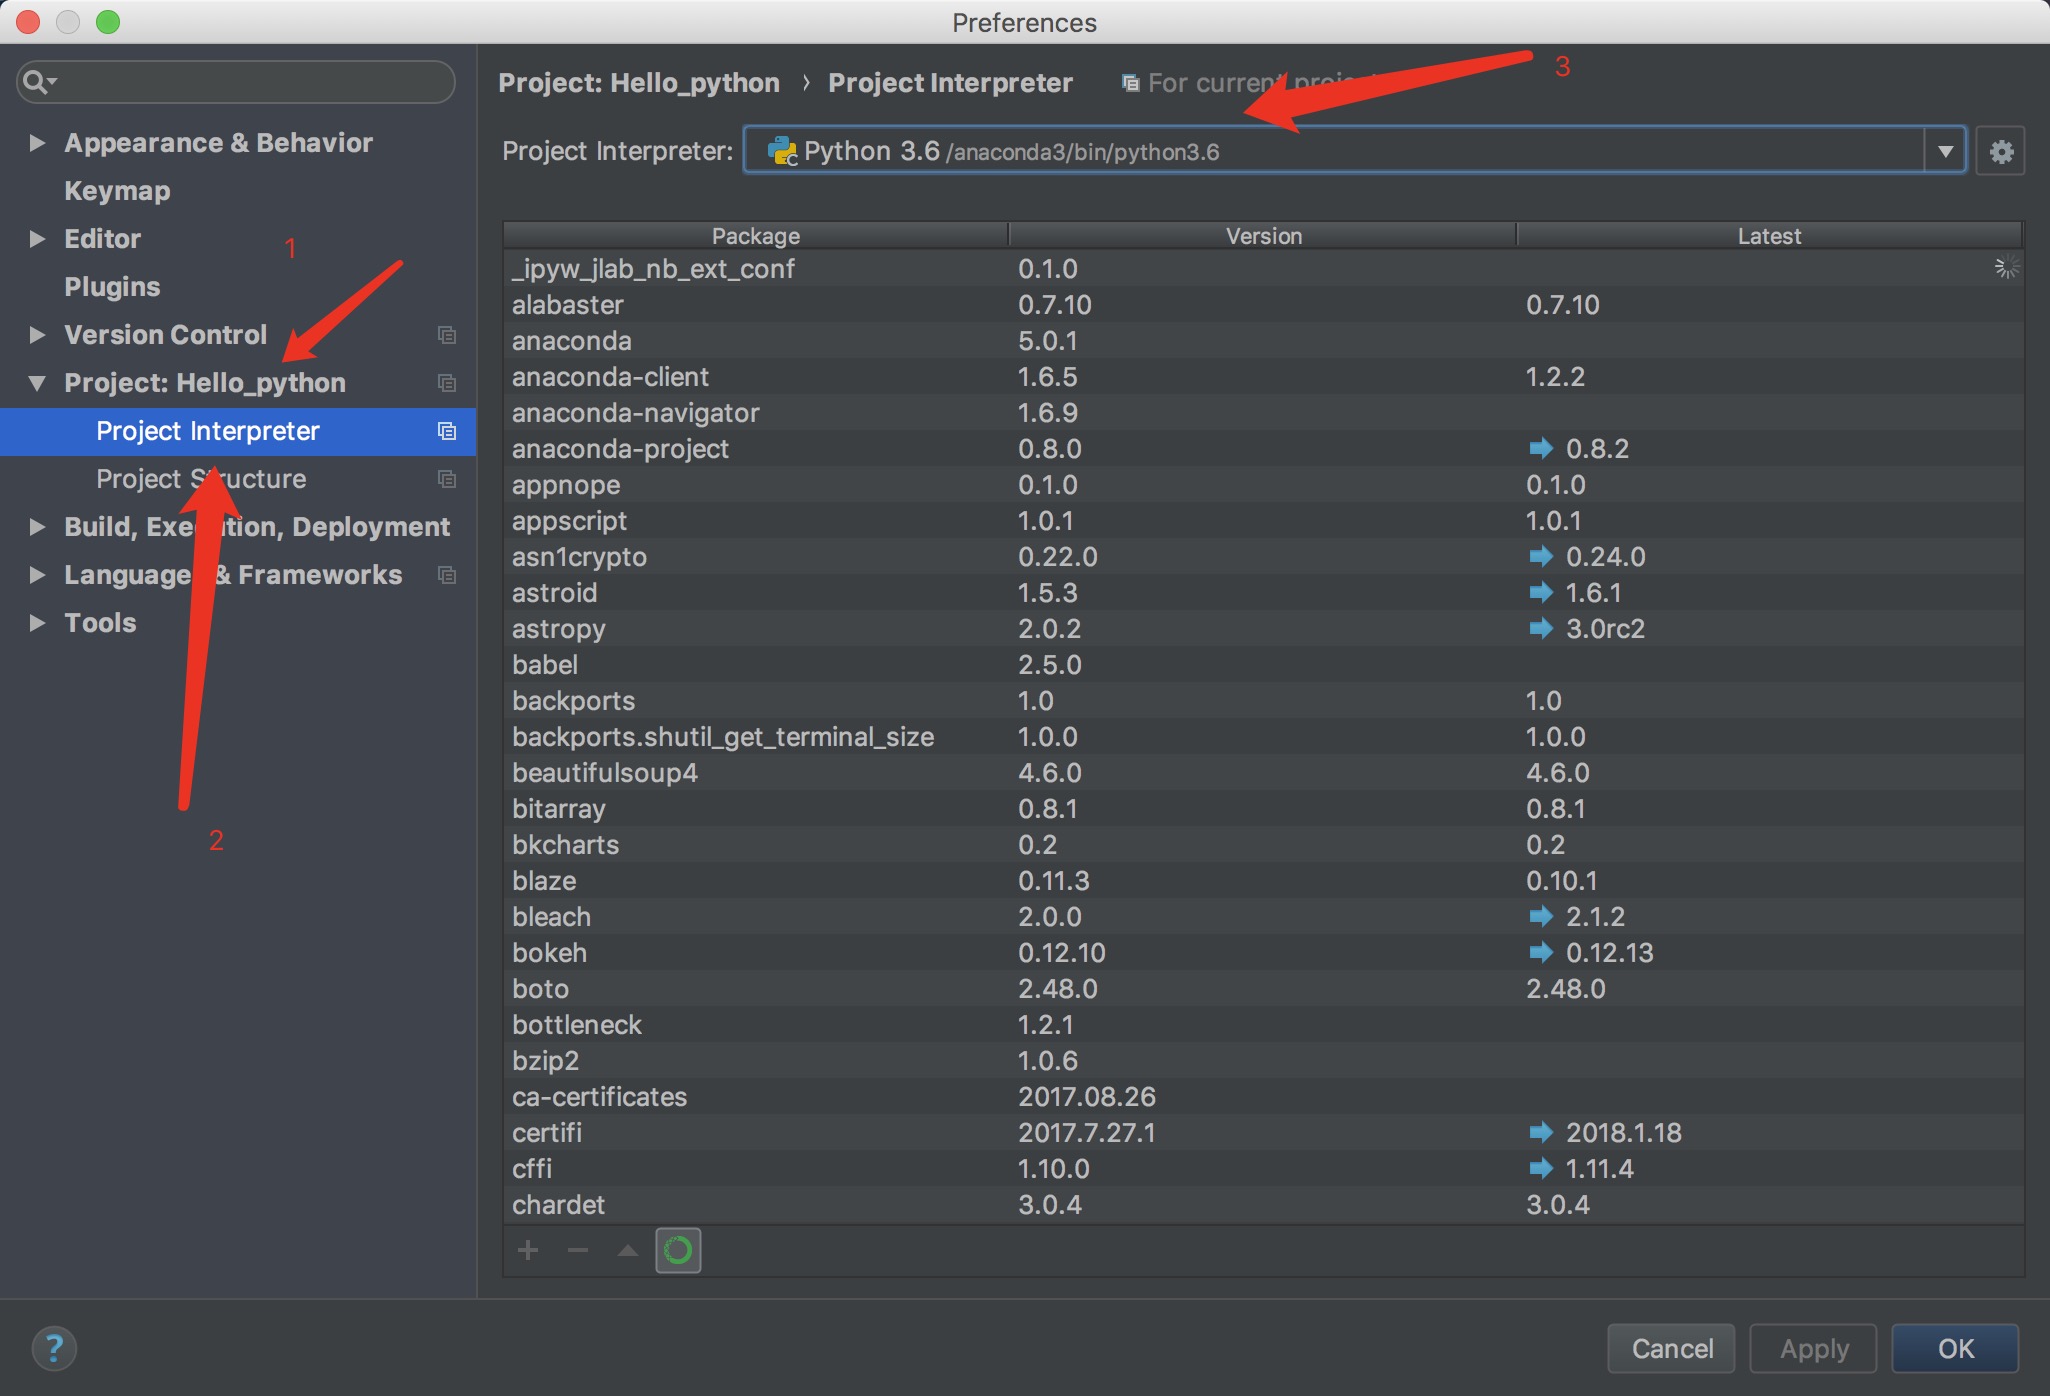 Preferences
Project: Hello_python › Project Interpreter For current project
3
Project Interpreter: Python 3.6 /anaconda3/bin/python3.6
Appearance & Behavior
Keymap
Editor
1
Plugins
Version Control
Project: Hello_python
Project Interpreter
Project Structure
Build, Execution, Deployment
Languages & Frameworks
Tools
2
Package Version Latest
_ipyw_jlab_nb_ext_conf 0.1.0
alabaster 0.7.10 0.7.10
anaconda 5.0.1
anaconda-client 1.6.5 1.2.2
anaconda-navigator 1.6.9
anaconda-project 0.8.0 0.8.2
appnope 0.1.0 0.1.0
appscript 1.0.1 1.0.1
asn1crypto 0.22.0 0.24.0
astroid 1.5.3 1.6.1
astropy 2.0.2 3.0rc2
babel 2.5.0
backports 1.0 1.0
backports.shutil_get_terminal_size 1.0.0 1.0.0
beautifulsoup4 4.6.0 4.6.0
bitarray 0.8.1 0.8.1
bkcharts 0.2 0.2
blaze 0.11.3 0.10.1
bleach 2.0.0 2.1.2
bokeh 0.12.10 0.12.13
boto 2.48.0 2.48.0
bottleneck 1.2.1
bzip2 1.0.6
ca-certificates 2017.08.26
certifi 2017.7.27.1 2018.1.18
cffi 1.10.0 1.11.4
chardet 3.0.4 3.0.4
?
Cancel Apply OK